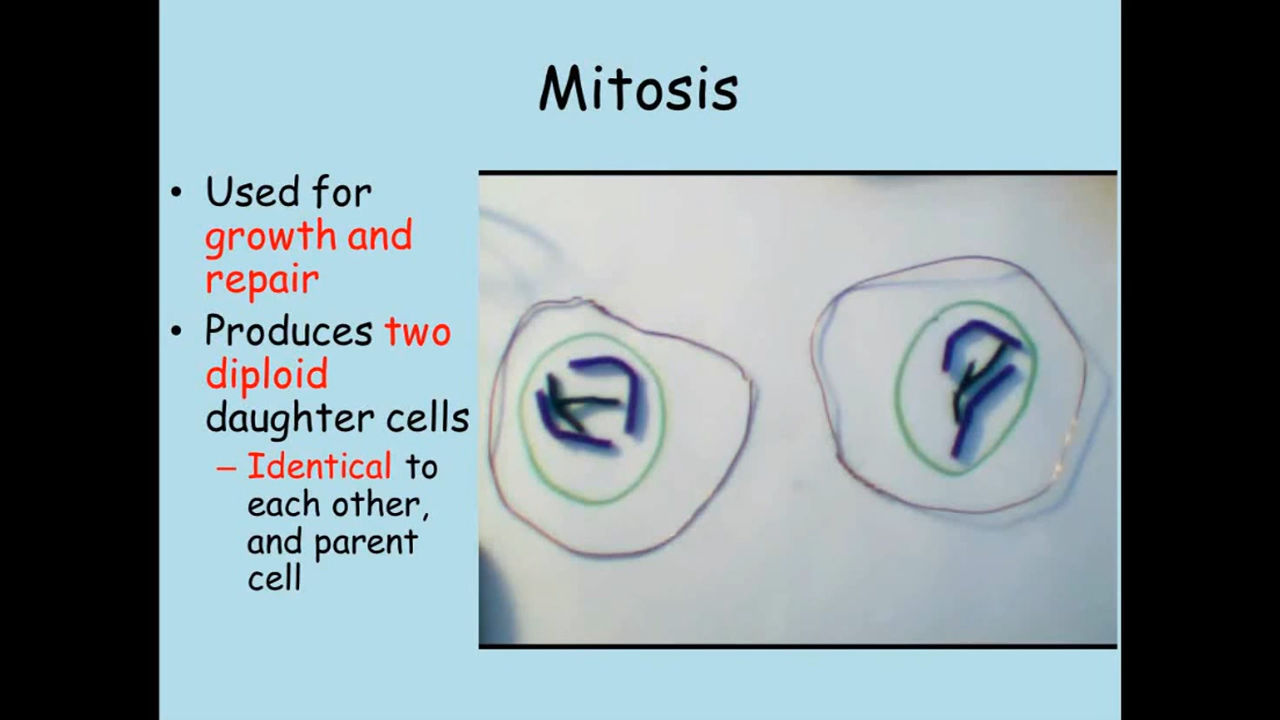 Mitosis
• Used for
growth and
repair
• Produces two
diploid
daughter cells
– Identical to
each other,
and parent
cell